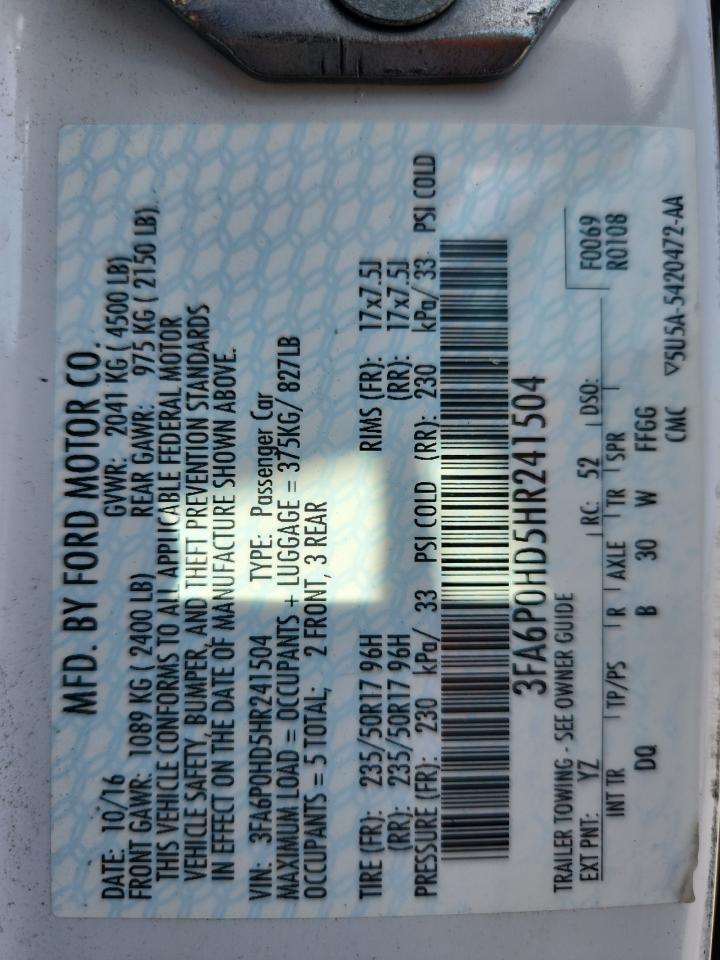 MFD. BY FORD MOTOR CO.
DATE: 10/16 GVWR: 2041 KG ( 4500 LB)
FRONT GAWR: 1089 KG ( 2400 LB) REAR GAWR: 975 KG ( 2150 LB)
THIS VEHICLE CONFORMS TO ALL APPLICABLE FEDERAL MOTOR
VEHICLE SAFETY, BUMPER, AND THEFT PREVENTION STANDARDS
IN EFFECT ON THE DATE OF MANUFACTURE SHOWN ABOVE.
VIN: 3FA6P0HD5HR241504 TYPE: Passenger Car
MAXIMUM LOAD = OCCUPANTS + LUGGAGE = 375KG/ 827LB
OCCUPANTS = 5 TOTAL; 2 FRONT, 3 REAR
TIRE (FR): 235/50R17 96H RIMS (FR): 17x7.5J
(RR): 235/50R17 96H (RR): 17x7.5J
PRESSURE (FR): 230 kPa/ 33 PSI COLD (RR): 230 kPa/ 33 PSI COLD
3FA6P0HD5HR241504
TRAILER TOWING - SEE OWNER GUIDE F0069
EXT PNT: YZ RC: 52 DSO: R0108
INT TR TP/PS R AXLE TR SPR
DQ B 30 W FFGG
CMC ▽5U5A-5420472-AA